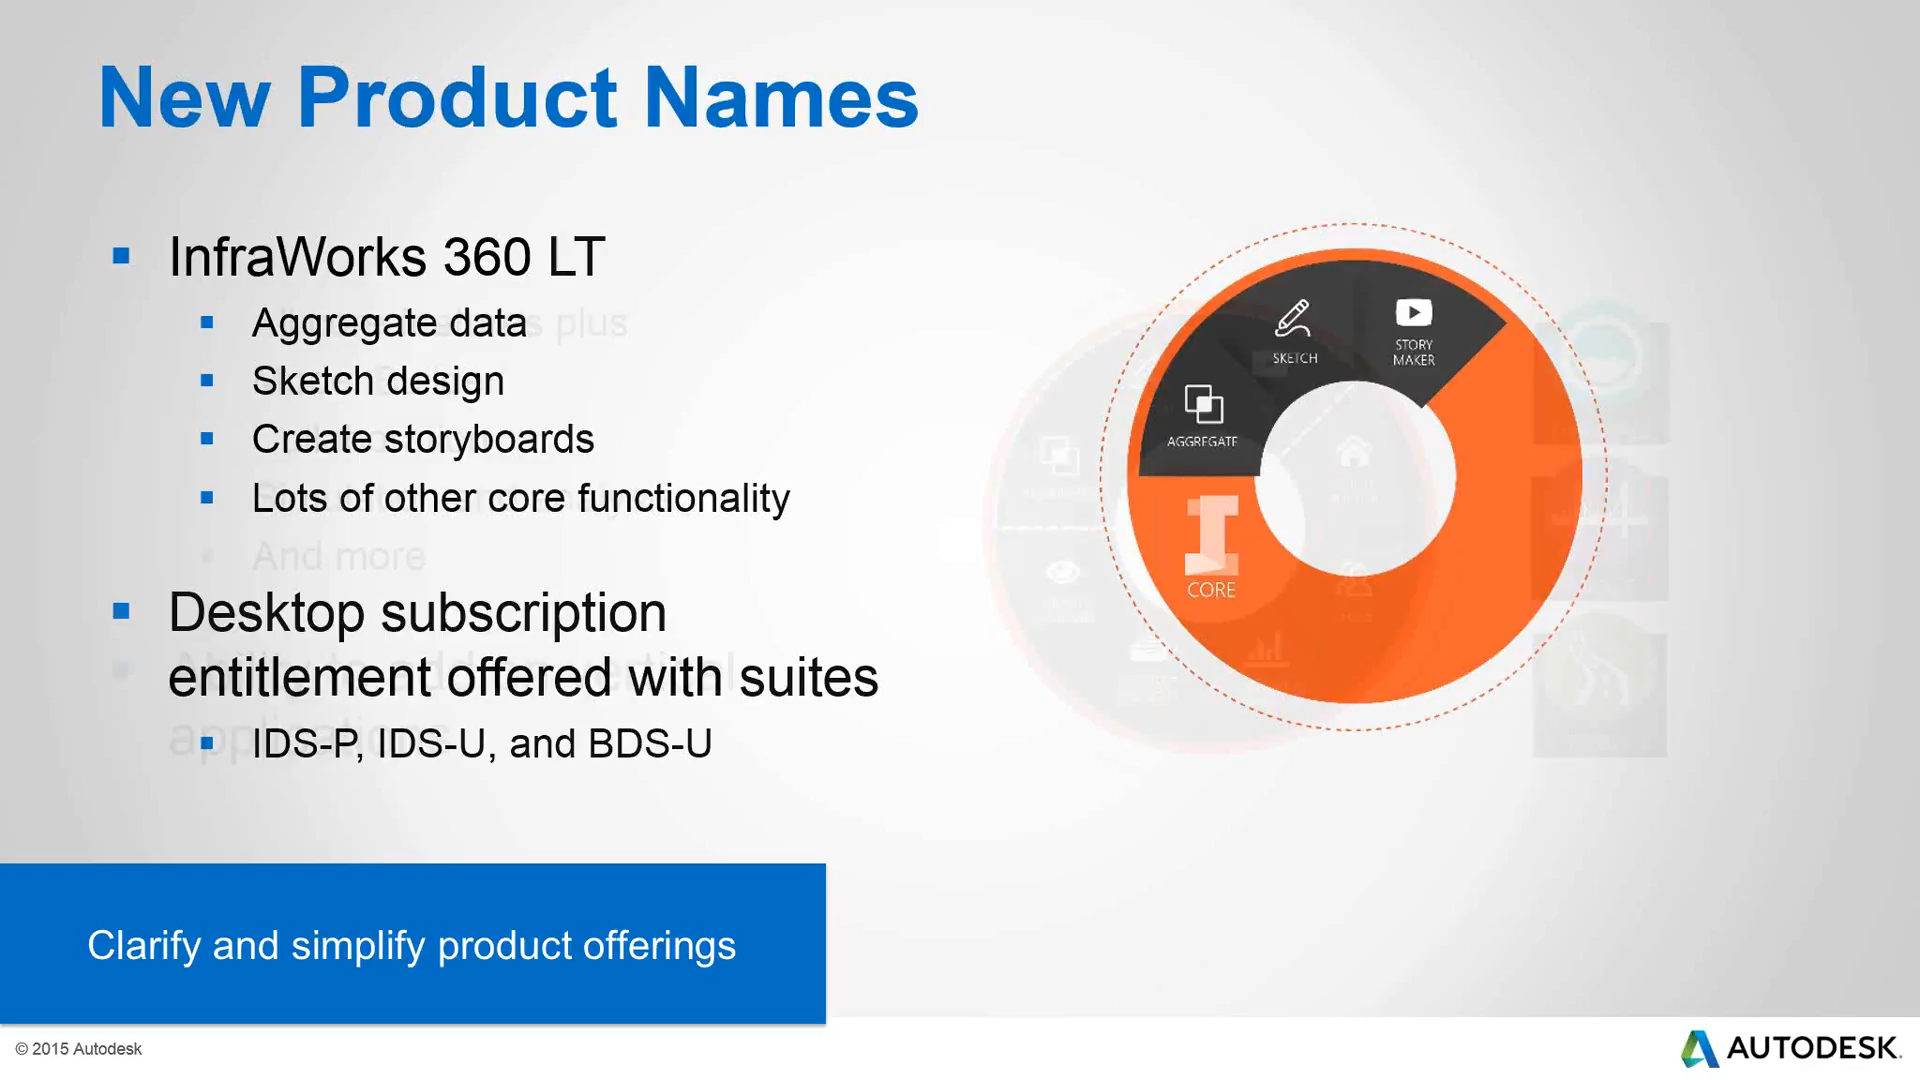 New Product Names
InfraWorks 360 LT
Aggregate data
Sketch design
Create storyboards
Lots of other core functionality
And more
Desktop subscription
entitlement offered with suites
IDS-P, IDS-U, and BDS-U
SKETCH
STORY
MAKER
AGGREGATE
CORE
Clarify and simplify product offerings
© 2015 Autodesk
AUTODESK.